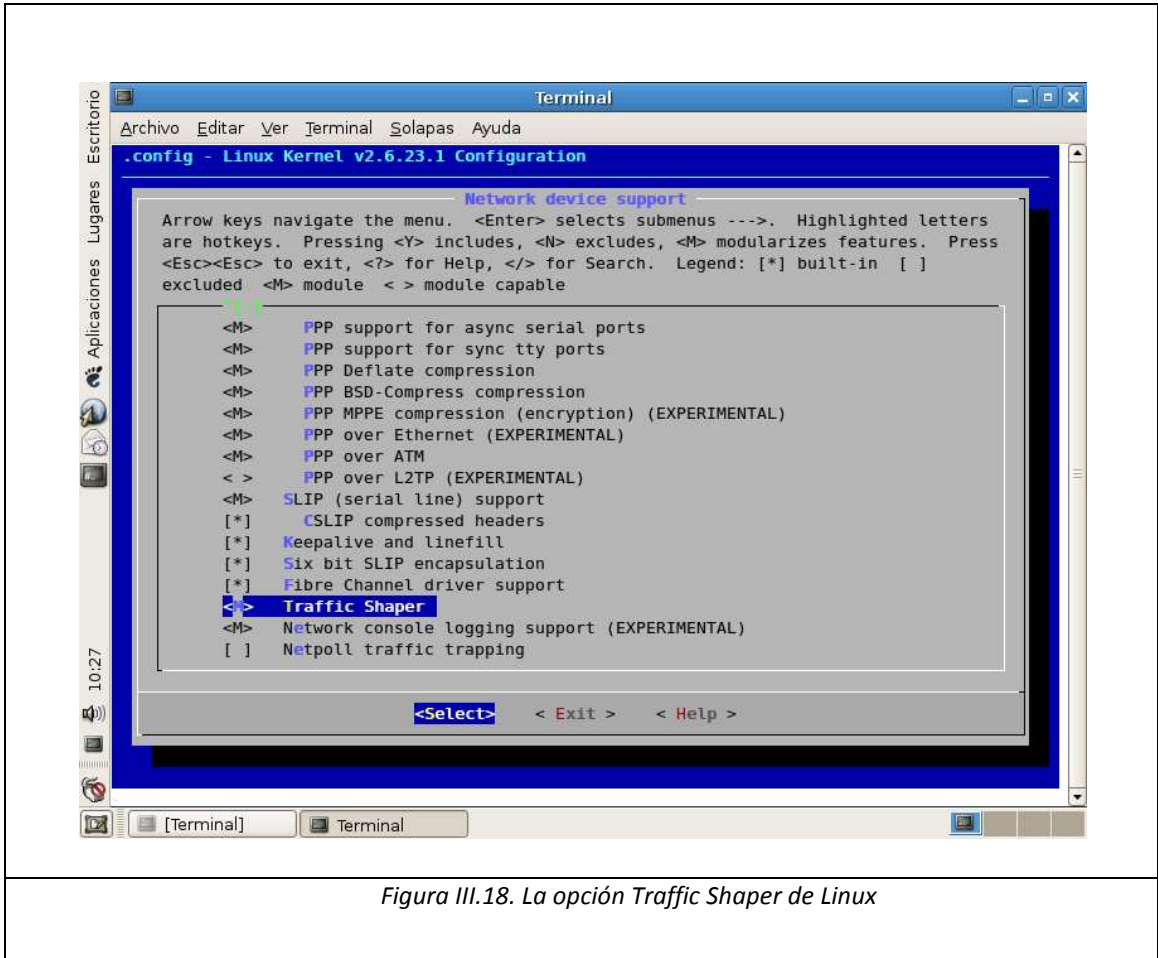 Terminal
Archivo Editar Ver Terminal Solapas Ayuda
.config - Linux Kernel v2.6.23.1 Configuration
Network device support
Arrow keys navigate the menu. <Enter> selects submenus --->. Highlighted letters
are hotkeys. Pressing <Y> includes, <N> excludes, <M> modularizes features. Press
<Esc><Esc> to exit, <?> for Help, </> for Search. Legend: [*] built-in [ ]
excluded <M> module < > module capable
<M> PPP support for async serial ports
<M> PPP support for sync tty ports
<M> PPP Deflate compression
<M> PPP BSD-Compress compression
<M> PPP MPPE compression (encryption) (EXPERIMENTAL)
<M> PPP over Ethernet (EXPERIMENTAL)
<M> PPP over ATM
< > PPP over L2TP (EXPERIMENTAL)
<M> SLIP (serial line) support
[*] CSLIP compressed headers
[*] Keepalive and linefill
[*] Six bit SLIP encapsulation
[*] Fibre Channel driver support
<M> Traffic Shaper
<M> Network console logging support (EXPERIMENTAL)
[ ] Netpoll traffic trapping
<Select> < Exit > < Help >
Aplicaciones Lugares Escritorio
10:27
[Terminal] Terminal
Figura III.18. La opción Traffic Shaper de Linux